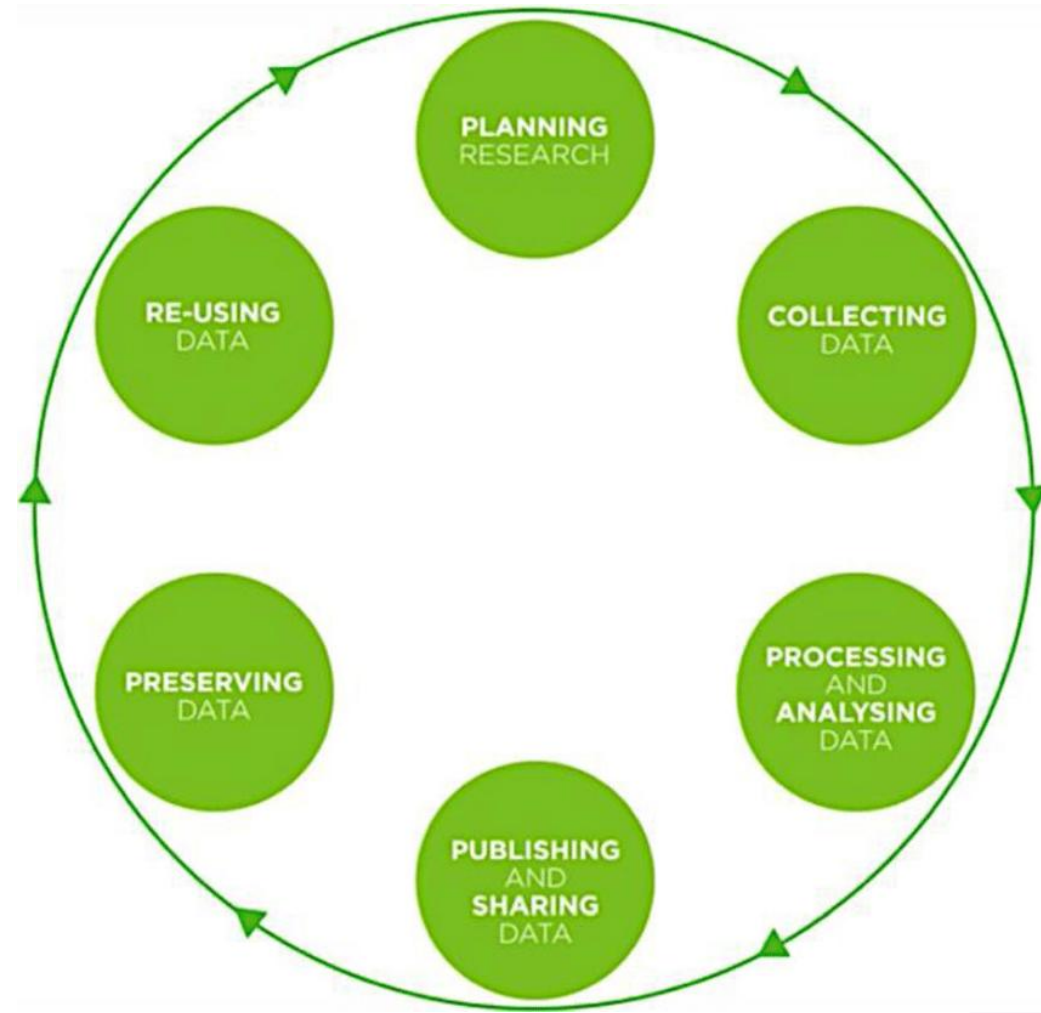 PLANNING
RESEARCH
COLLECTING
DATA
PROCESSING
AND
ANALYSING
DATA
PUBLISHING
AND
SHARING
DATA
PRESERVING
DATA
RE-USING
DATA